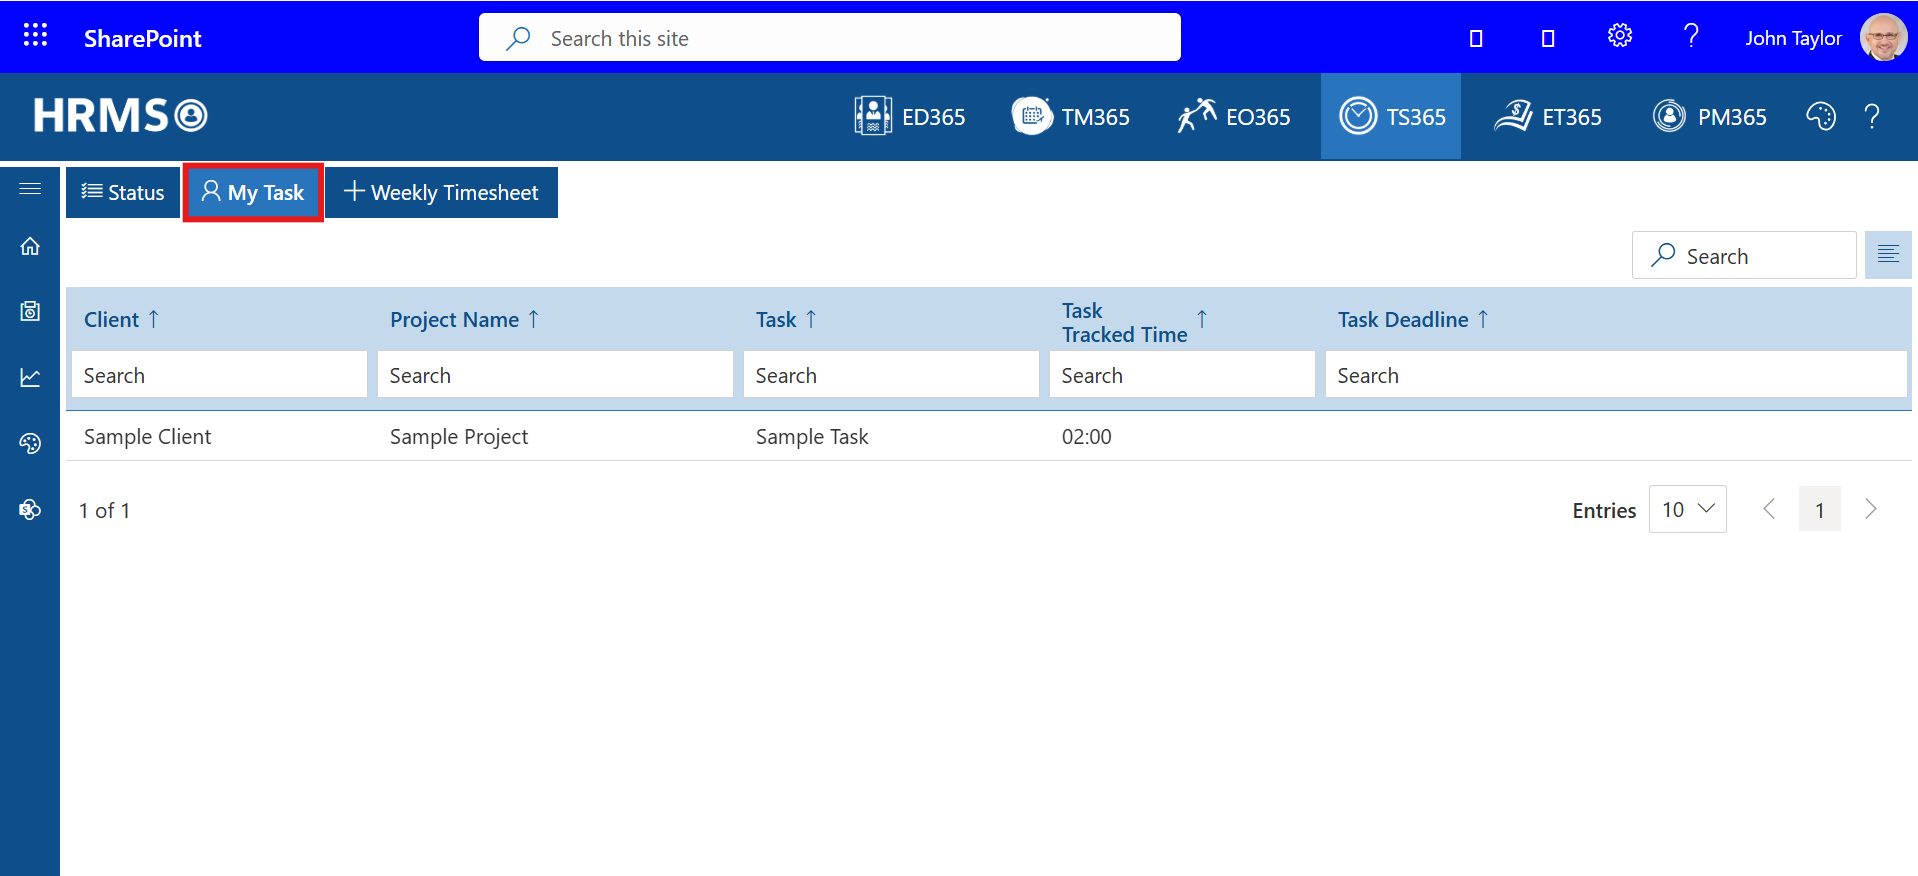 SharePoint
Search this site
John Taylor
HRMS
ED365
TM365
EO365
TS365
ET365
PM365
Status
My Task
Weekly Timesheet
Search
Client
Project Name
Task
Task
Tracked Time
Task Deadline
Search
Search
Search
Search
Search
Sample Client
Sample Project
Sample Task
02:00
1 of 1
Entries
10
1